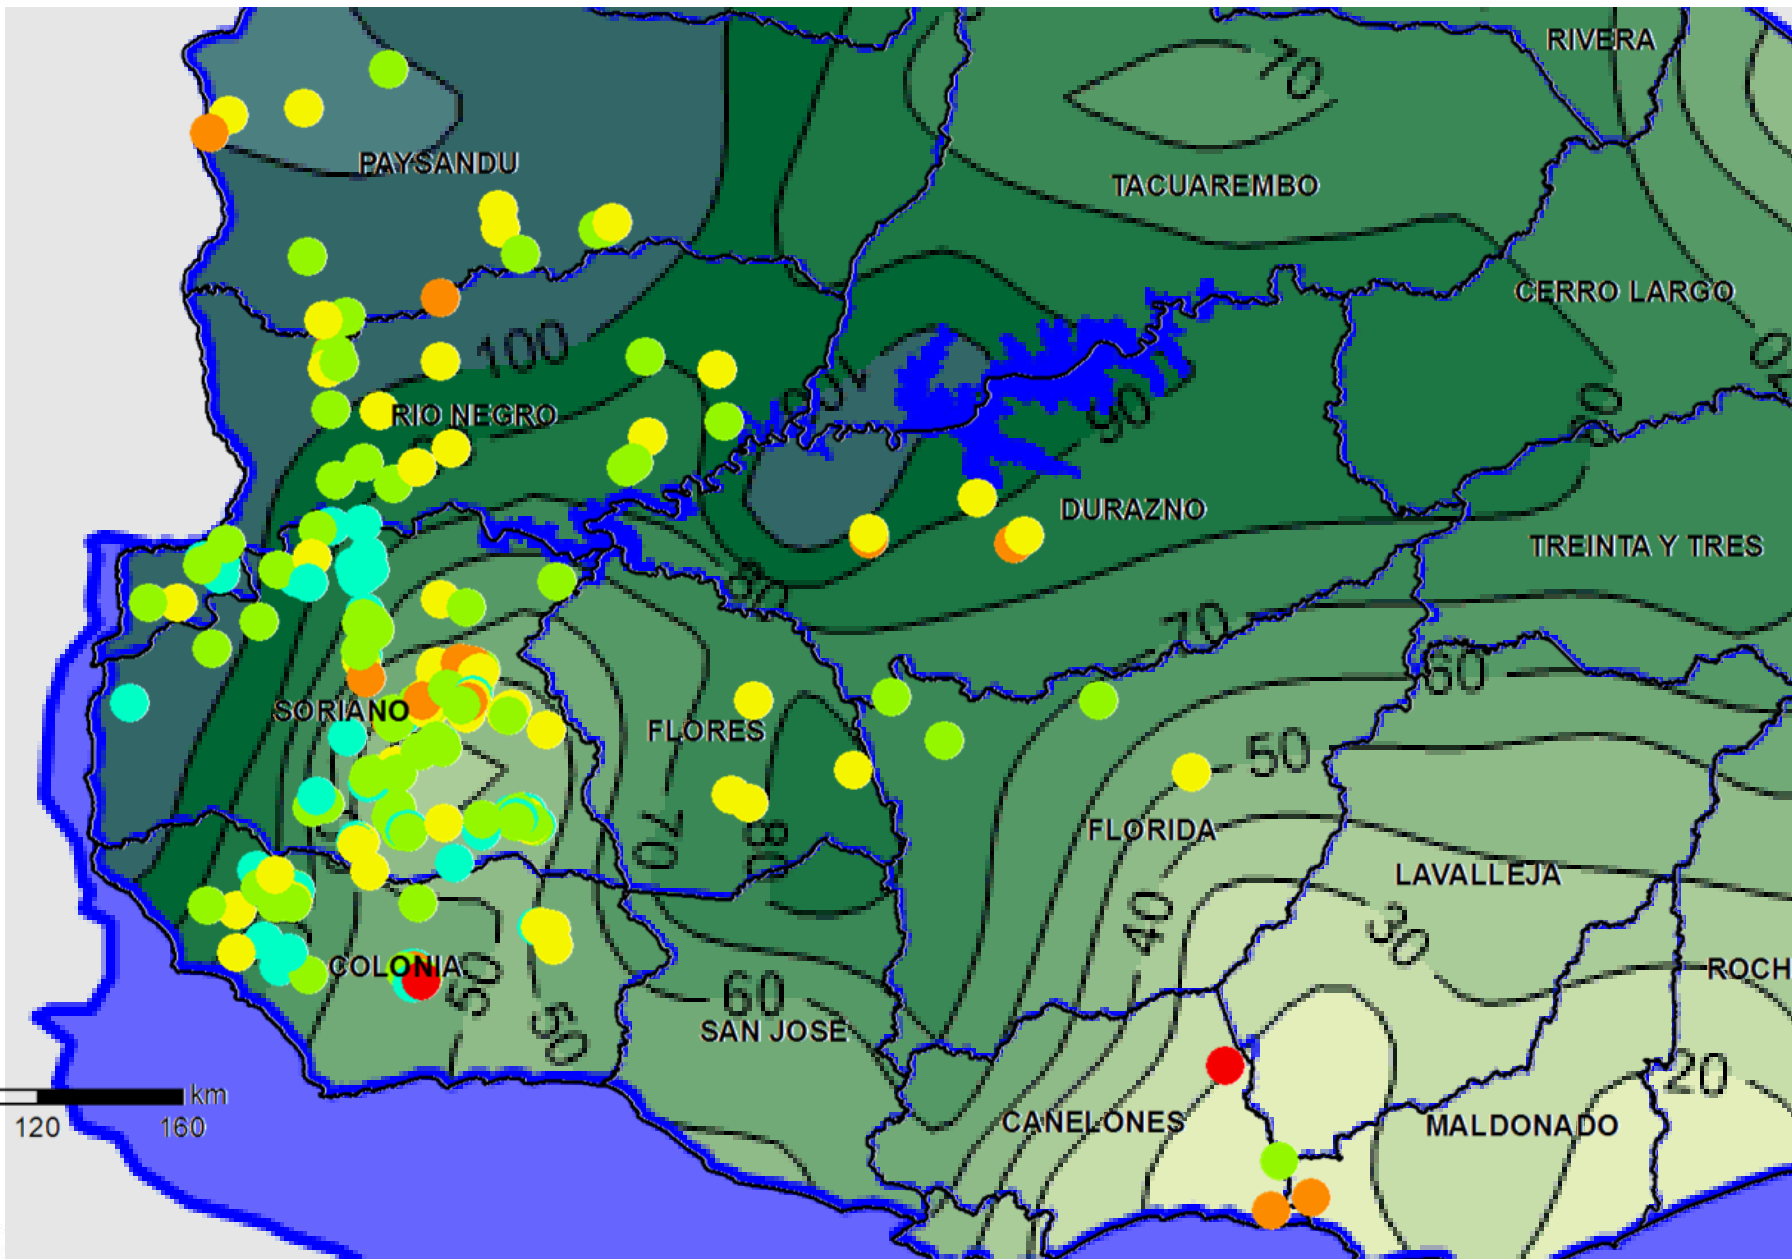 RIVERA
70
PAYSANDU
TACUAREMBO
CERRO LARGO
100
RIO NEGRO
90
DURAZNO
TREINTA Y TRES
70
60
SORIANO
FLORES
50
70
80
FLORIDA
LAVALLEJA
40
30
COLONIA
50
60
ROCH
SAN JOSE
50
20
km
120
160
CANELONES
MALDONADO